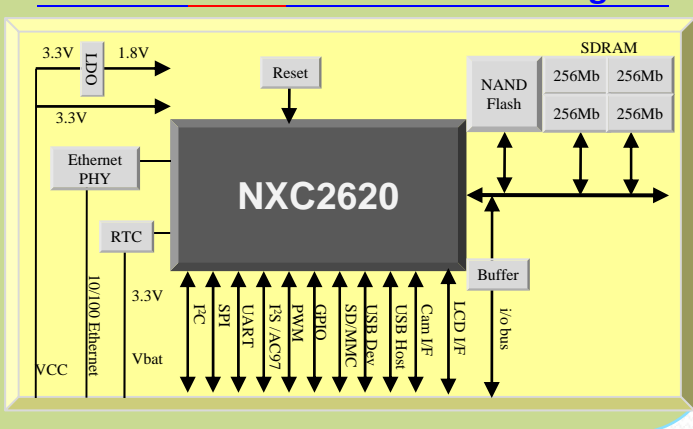 3.3V
LDO
1.8V
3.3V
Reset
SDRAM
NAND
Flash
256Mb
256Mb
256Mb
256Mb
Ethernet
PHY
NXC2620
RTC
Buffer
3.3V
10/100 Ethernet
VCC
Vbat
I²C
SPI
UART
I²S /AC97
PWM
GPIO
SD/MMC
USB Dev
USB Host
Cam I/F
LCD I/F
i/o bus